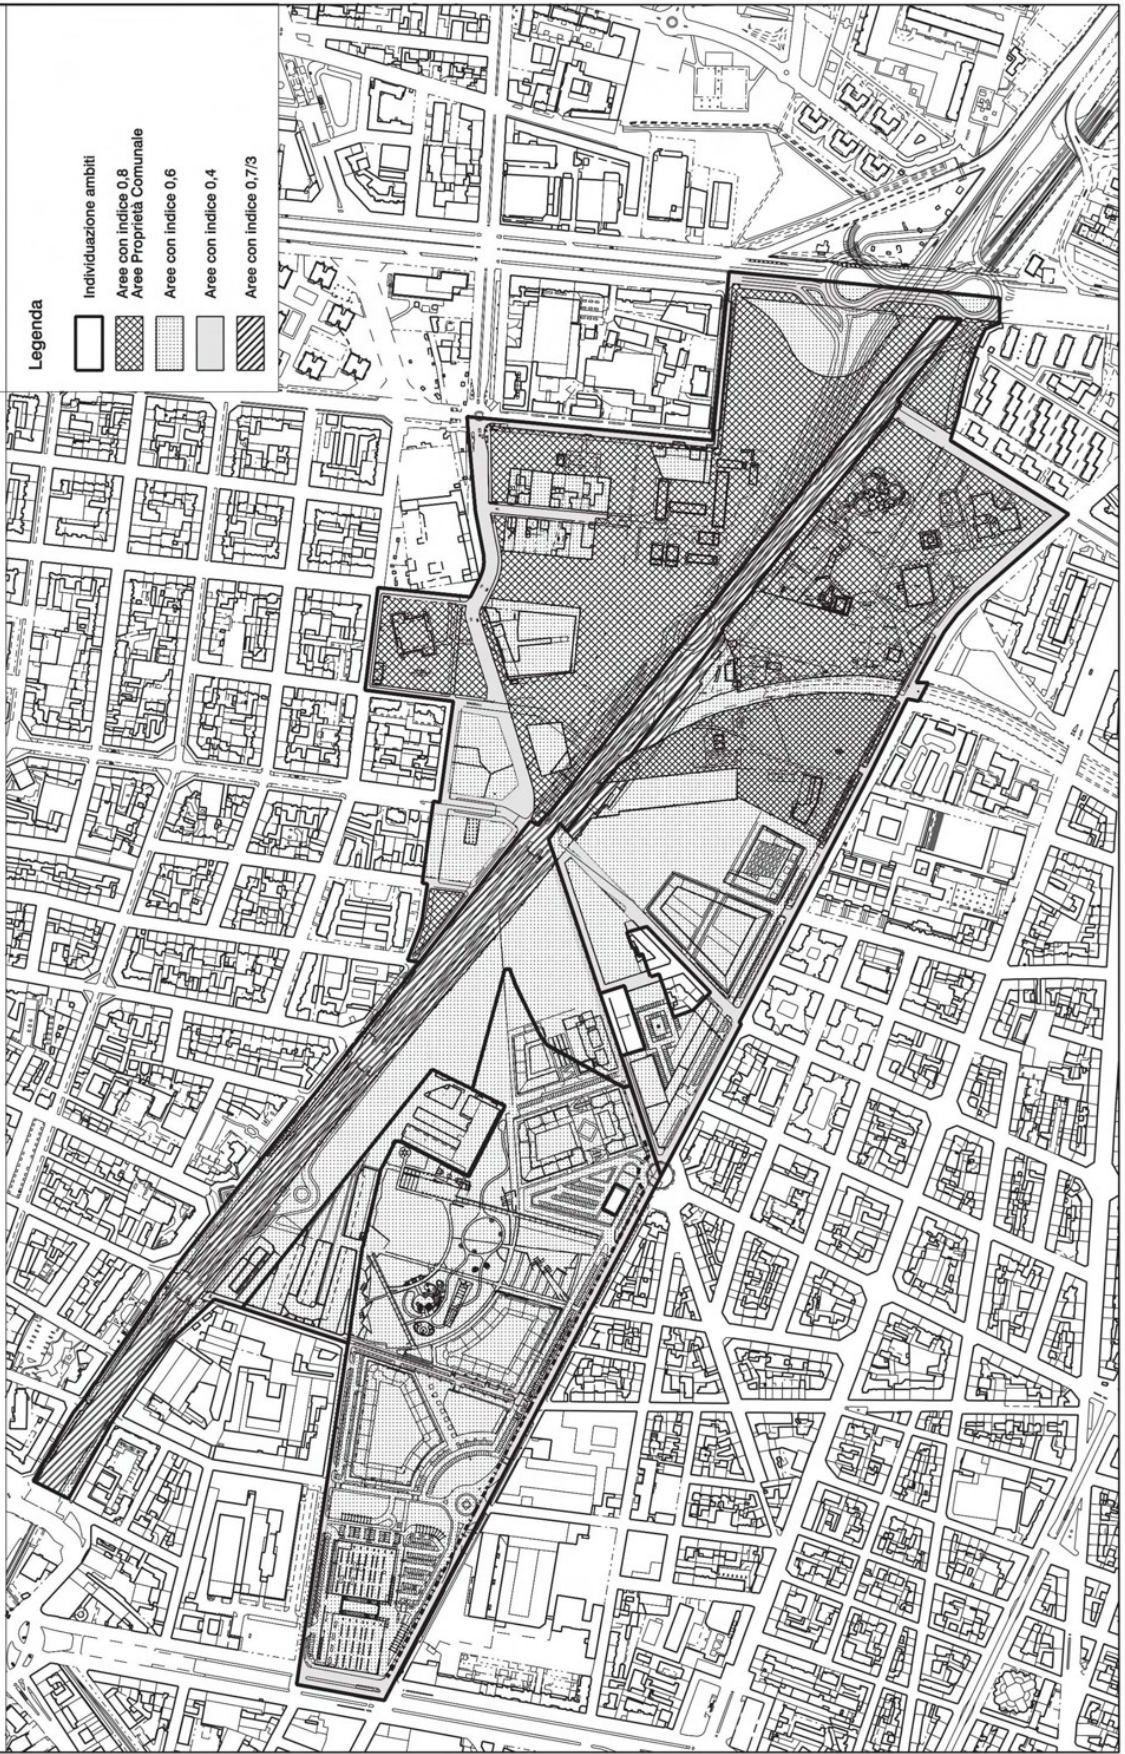 Legenda
Individuazione ambiti
Aree con indice 0,8
Aree Proprietà Comunale
Aree con indice 0,6
Aree con indice 0,4
Aree con indice 0,7/3